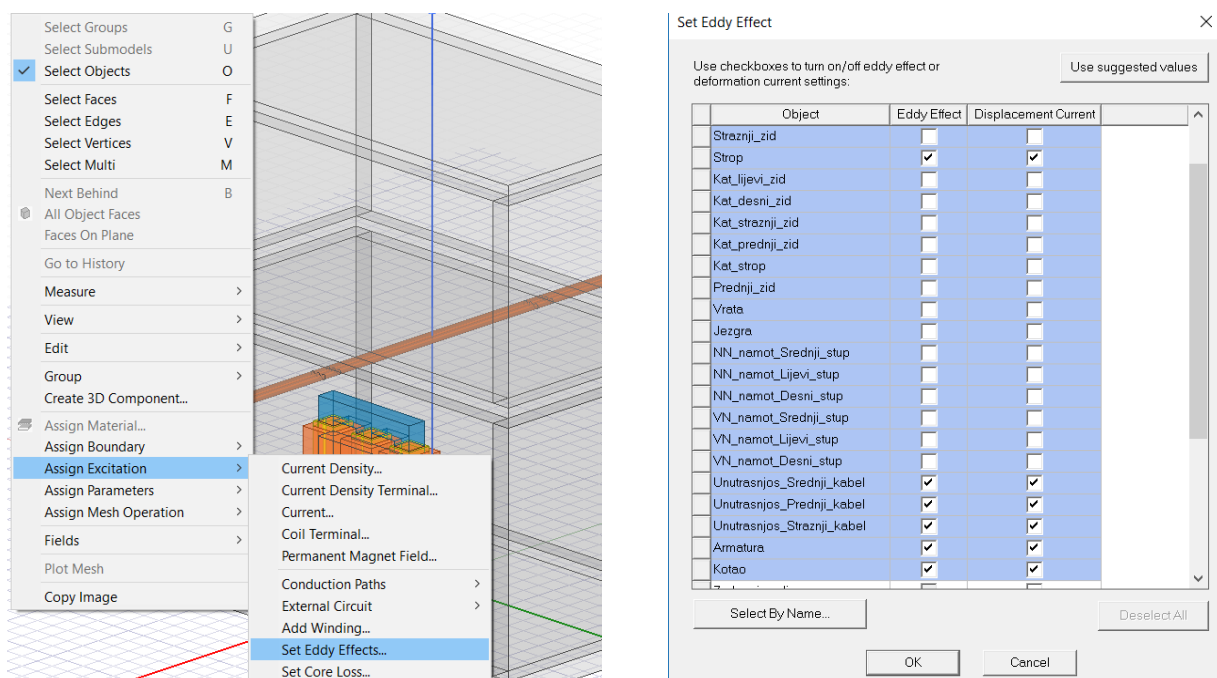 Select Groups G
Select Submodels U
Select Objects O
Select Faces F
Select Edges E
Select Vertices V
Select Multi M
Next Behind B
All Object Faces
Faces On Plane
Go to History
Measure >
View >
Edit >
Group >
Create 3D Component...
Assign Material...
Assign Boundary >
Assign Excitation >
Assign Parameters >
Assign Mesh Operation >
Fields >
Plot Mesh
Copy Image
Current Density...
Current Density Terminal...
Current...
Coil Terminal...
Permanent Magnet Field...
Conduction Paths >
External Circuit >
Add Winding...
Set Eddy Effects...
Set Core Loss...
Set Eddy Effect
Use checkboxes to turn on/off eddy effect or
deformation current settings:
Use suggested values
Object Eddy Effect Displacement Current
Straznji_zid
Strop
Kat_lijevi_zid
Kat_desni_zid
Kat_straznji_zid
Kat_prednji_zid
Kat_strop
Prednji_zid
Vrata
Jezgra
NN_namot_Srednji_stup
NN_namot_Lijevi_stup
NN_namot_Desni_stup
VN_namot_Srednji_stup
VN_namot_Lijevi_stup
VN_namot_Desni_stup
Unutrasnjos_Srednji_kabel
Unutrasnjos_Prednji_kabel
Unutrasnjos_Straznji_kabel
Armatura
Kotao
Select By Name...
Deselect All
OK
Cancel